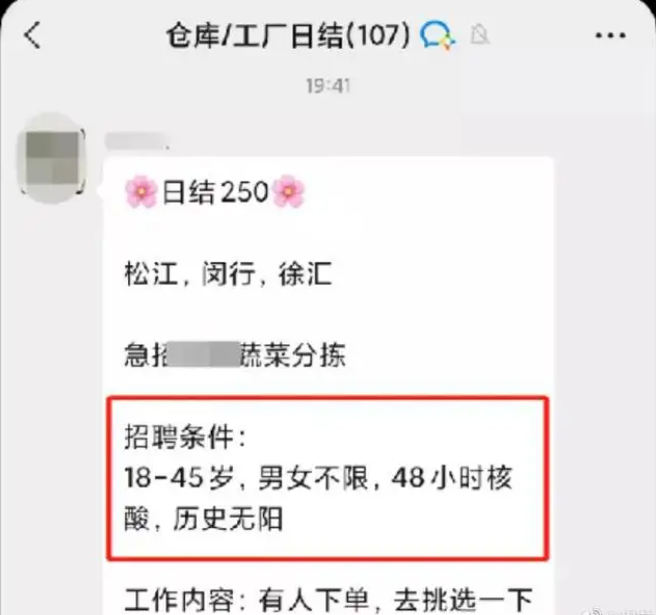 仓库/工厂日结(107)
19:41
🌸日结250🌸
松江, 闵行, 徐汇
急招 蔬菜分拣
招聘条件:
18-45岁, 男女不限, 48小时核
酸, 历史无阳
工作内容: 有人下单, 去挑选一下